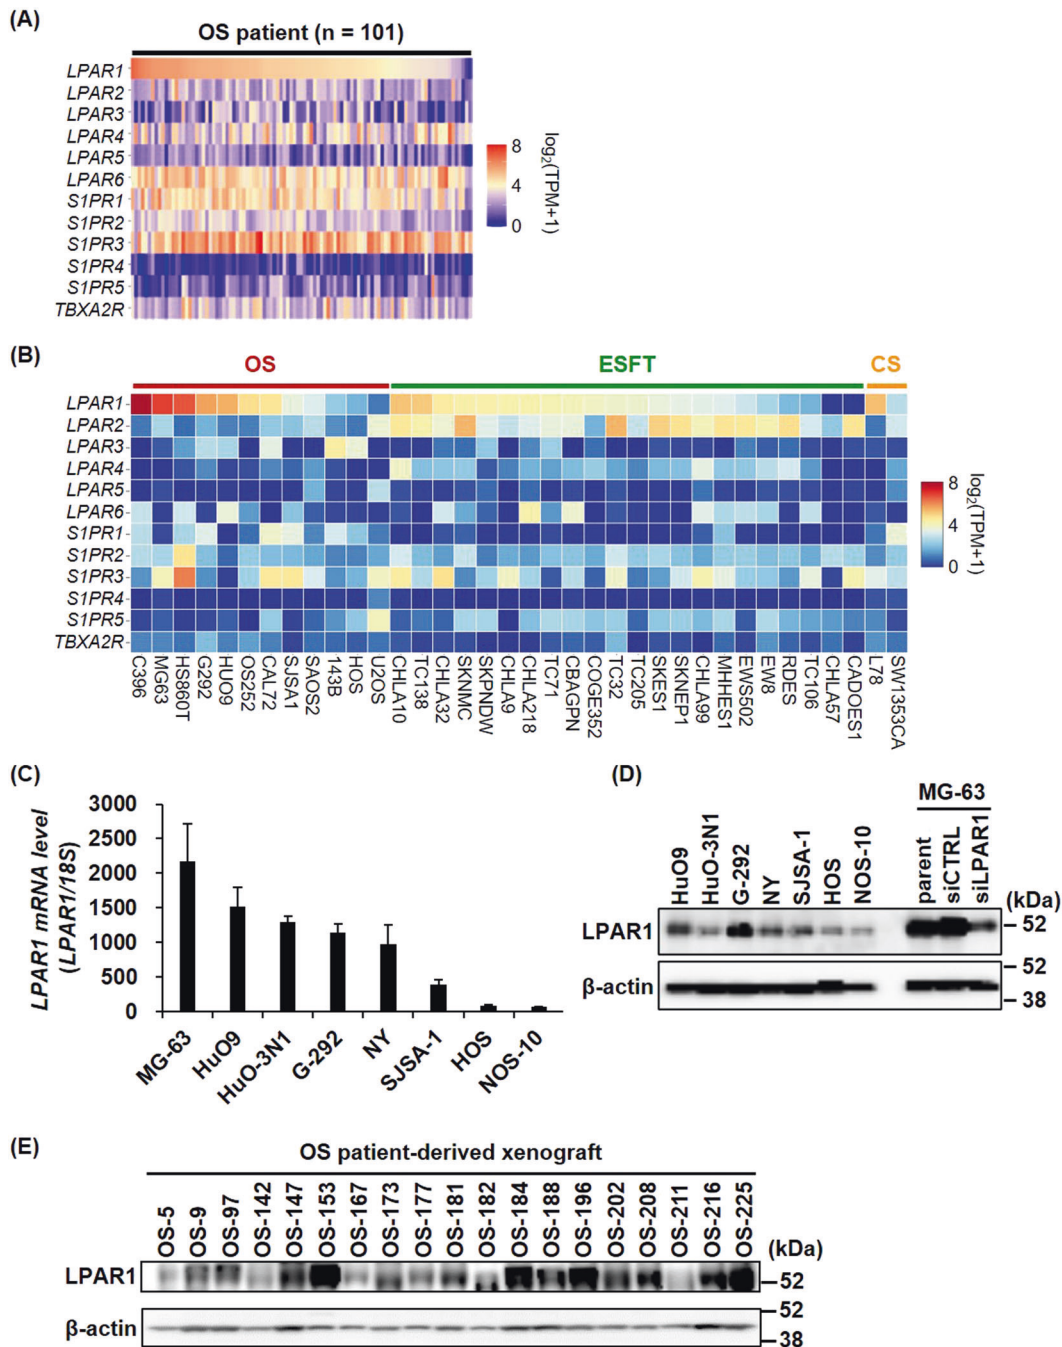 (A)
OS patient (n = 101)
LPAR1
LPAR2
LPAR3
LPAR4
LPAR5
LPAR6
S1PR1
S1PR2
S1PR3
S1PR4
S1PR5
TBXA2R
8
4
0
log2(TPM+1)
(B)
OS ESFT CS
LPAR1
LPAR2
LPAR3
LPAR4
LPAR5
LPAR6
S1PR1
S1PR2
S1PR3
S1PR4
S1PR5
TBXA2R
8
4
0
log2(TPM+1)
C396
MG63
HS860T
G292
HUO9
OS252
CAL72
SJSA1
SAOS2
143B
HOS
U2OS
CHLA10
TC138
CHLA32
SKNMC
SKPNDW
CHLA9
CHLA218
TC71
CBAGPN
COGE352
TC32
TC205
SKES1
SKNEP1
CHLA99
MHHES1
EWS502
EW8
RDES
TC106
CHLA57
CADOES1
L78
SW1353CA
(C)
LPAR1 mRNA level
(LPAR1/18S)
3000
2500
2000
1500
1000
500
0
MG-63
HuO9
HuO-3N1
G-292
NY
SJSA-1
HOS
NOS-10
(D)
MG-63
HuO9
HuO-3N1
G-292
NY
SJSA-1
HOS
NOS-10
parent
siCTRL
siLPAR1
(kDa)
LPAR1
52
β-actin
52
38
(E)
OS patient-derived xenograft
OS-5
OS-9
OS-97
OS-142
OS-147
OS-153
OS-167
OS-173
OS-177
OS-181
OS-182
OS-184
OS-188
OS-196
OS-202
OS-208
OS-211
OS-216
OS-225
(kDa)
LPAR1
52
β-actin
52
38